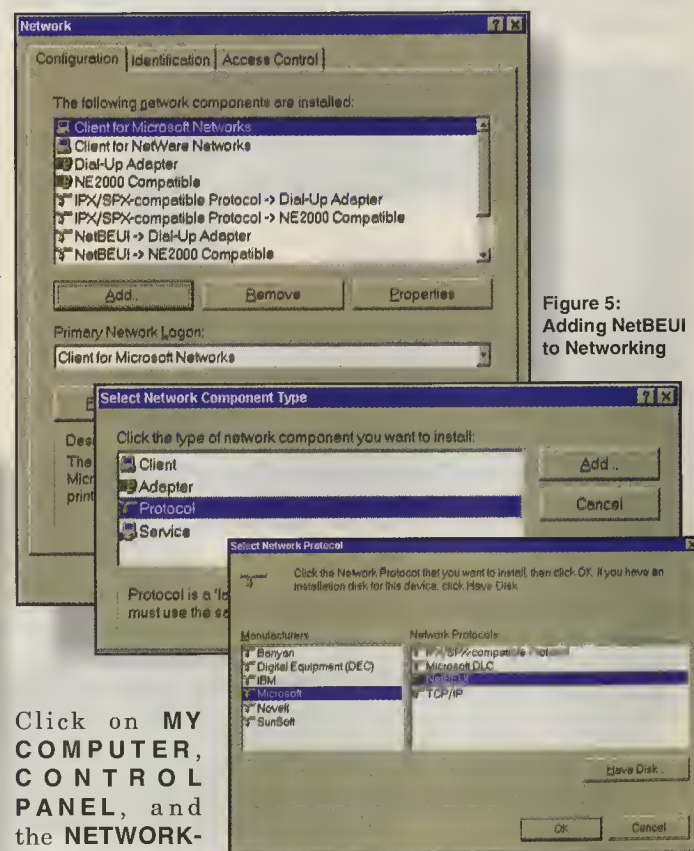 Network
Configuration Identification Access Control
The following network components are installed:
Client for Microsoft Networks
Client for NetWare Networks
Dial-Up Adapter
NE2000 Compatible
IPX/SPX-compatible Protocol -> Dial-Up Adapter
IPX/SPX-compatible Protocol -> NE2000 Compatible
NetBEUI -> Dial-Up Adapter
NetBEUI -> NE2000 Compatible
Add.. Remove Properties
Primary Network Logon:
Client for Microsoft Networks
Figure 5:
Adding NetBEUI
to Networking
Select Network Component Type
Click the type of network component you want to install:
Client
Adapter
Protocol
Service
Add..
Cancel
Protocol is a 'la
must use the sa
Select Network Protocol
Click the Network Protocol that you want to install, then click OK. If you have an
installation disk for this device, click Have Disk.
Manufacturers
Banyan
Digital Equipment (DEC)
IBM
Microsoft
Novell
SunSoft
Network Protocols:
IPX/SPX-compatible Protocol
Microsoft DLC
NetBEUI
TCP/IP
Have Disk..
OK Cancel
Click on MY
COMPUTER,
CONTROL
PANEL, and
the NETWORK-